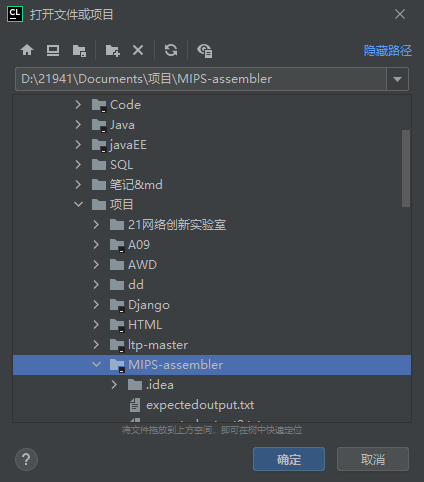 CL 打开文件或项目
隐藏路径
D:\21941\Documents\项目\MIPS-assembler
Code
Java
javaEE
SQL
笔记&md
项目
21网络创新实验室
A09
AWD
dd
Django
HTML
ltp-master
MIPS-assembler
.idea
expectedoutput.txt
将文件拖放到上方空间，即可在树中快速定位
?
确定
取消